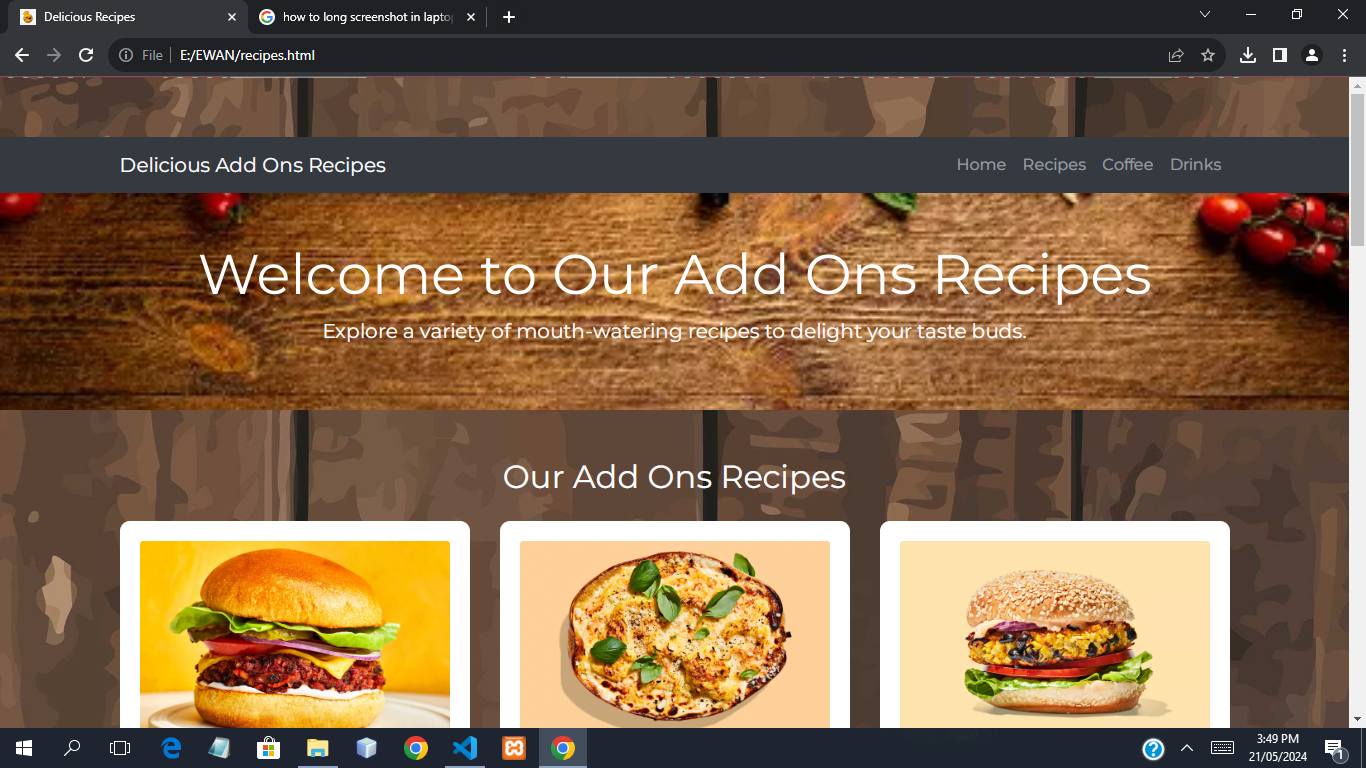 Delicious Recipes
how to long screenshot in laptop
File
E:/EWAN/recipes.html
Delicious Add Ons Recipes
Home
Recipes
Coffee
Drinks
Welcome to Our Add Ons Recipes
Explore a variety of mouth-watering recipes to delight your taste buds.
Our Add Ons Recipes
3:49 PM
21/05/2024
1